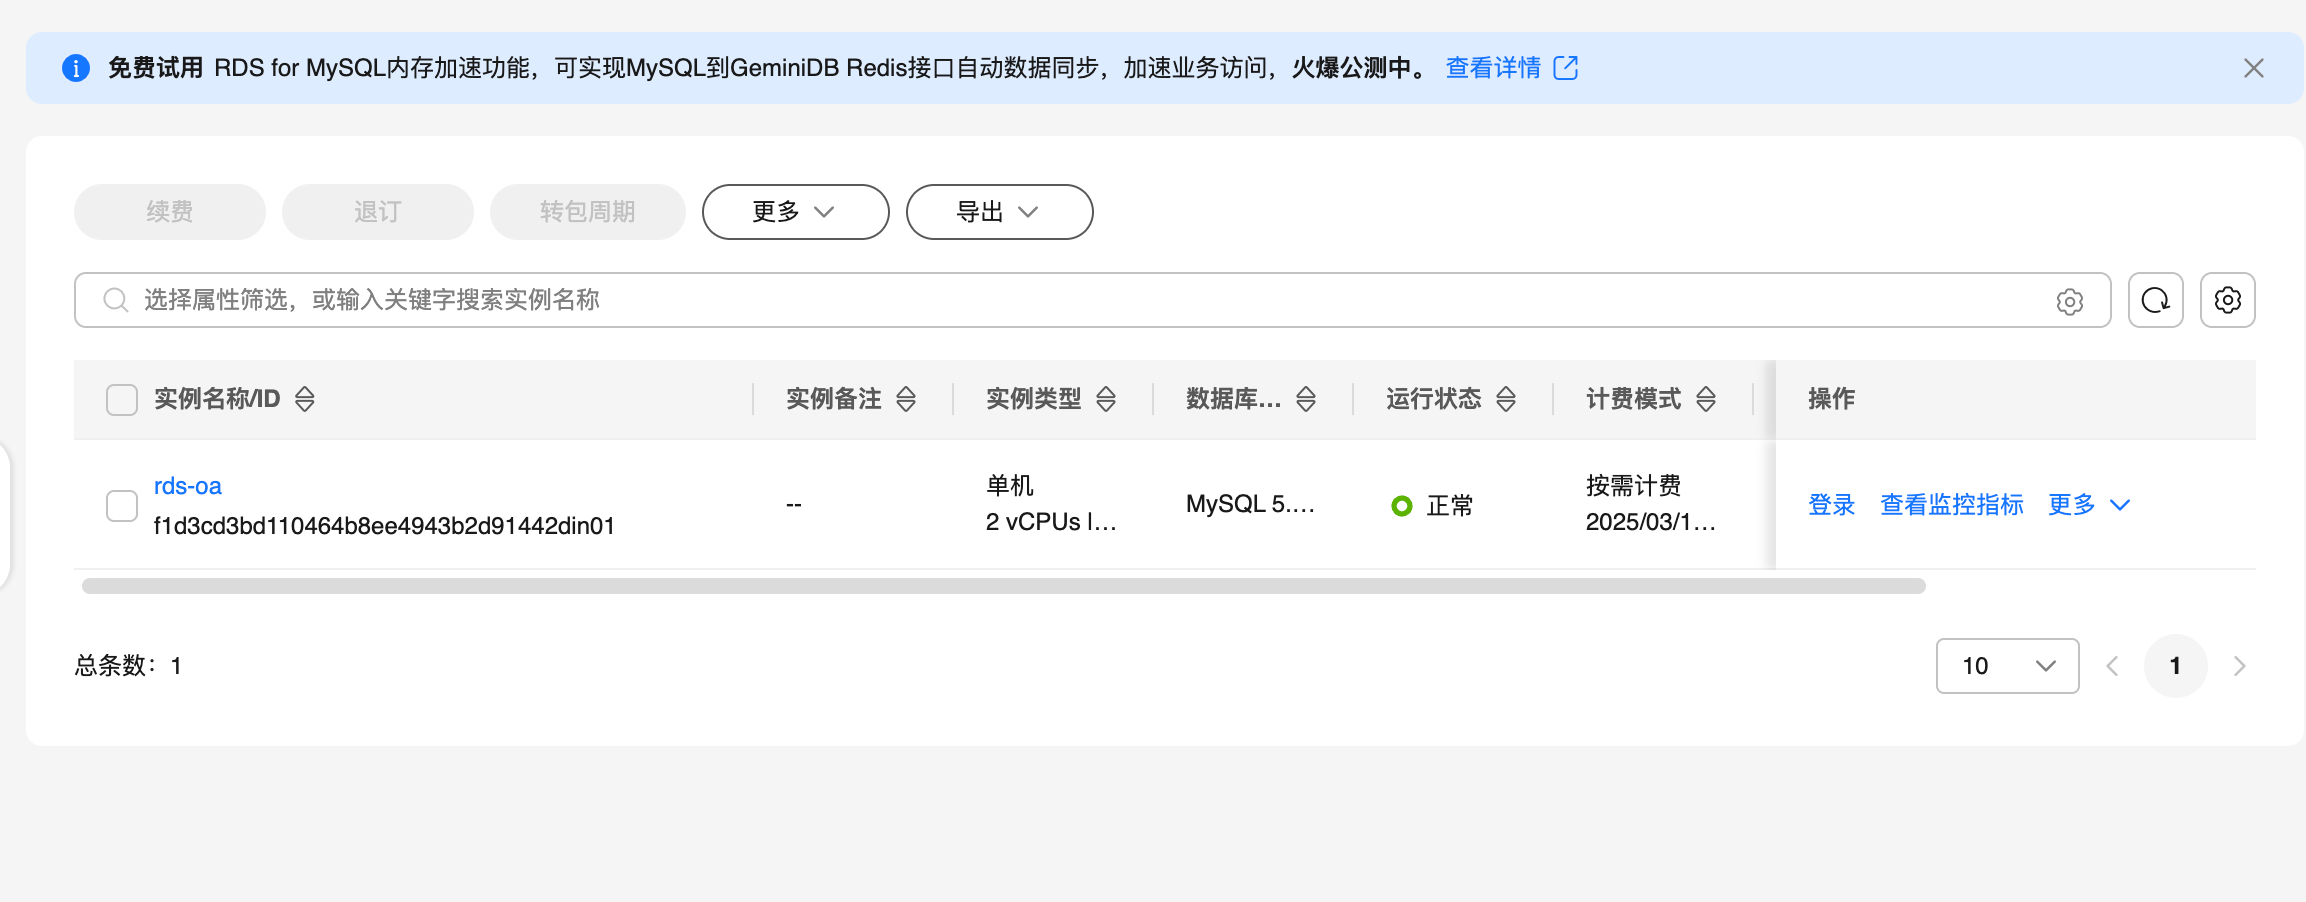 免费试用 RDS for MySQL内存加速功能，可实现MySQL到GeminiDB Redis接口自动数据同步，加速业务访问，火爆公测中。 查看详情
续费 退订 转包周期 更多 导出
选择属性筛选，或输入关键字搜索实例名称
实例名称/ID 实例备注 实例类型 数据库... 运行状态 计费模式 操作
rds-oa
f1d3cd3bd110464b8ee4943b2d91442din01
--
单机
2 vCPUs |...
MySQL 5....
正常
按需计费
2025/03/1...
登录 查看监控指标 更多
总条数：1
10 1